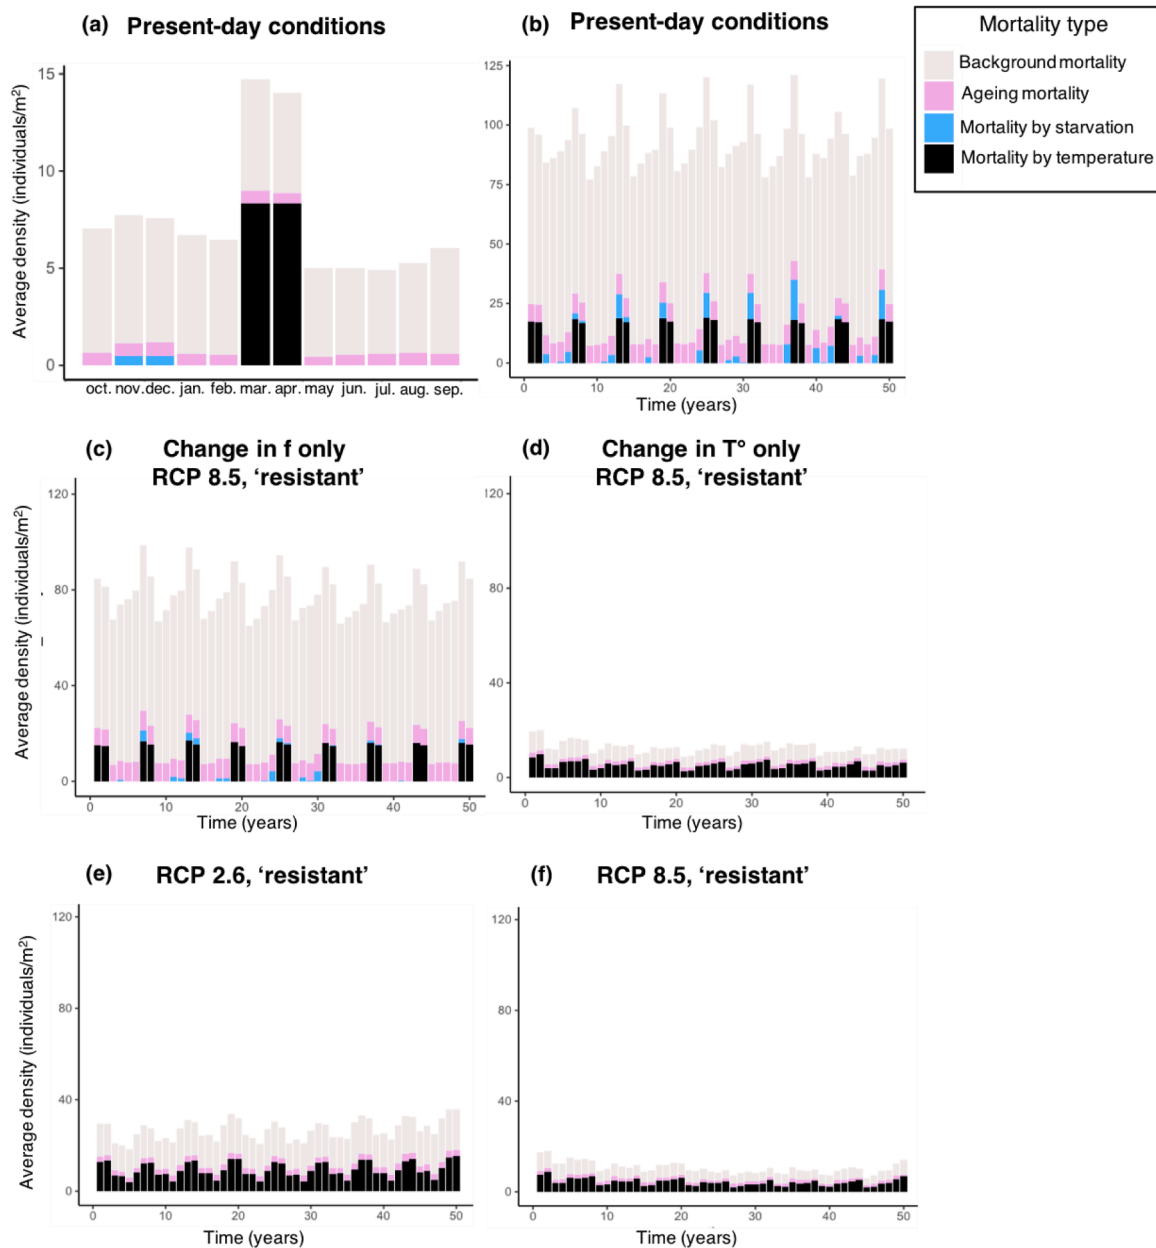 (a) Present-day conditions
(b) Present-day conditions
Mortality type
Background mortality
Ageing mortality
Mortality by starvation
Mortality by temperature
Average density (individuals/m²)
15
10
5
0
oct. nov. dec. jan. feb. mar. apr. may jun. jul. aug. sep.
125
100
75
50
25
0
0 10 20 30 40 50
Time (years)
(c) Change in f only
RCP 8.5, ‘resistant’
Average density (individuals/m²)
120
80
40
0
0 10 20 30 40 50
Time (years)
(d) Change in T° only
RCP 8.5, ‘resistant’
120
80
40
0
0 10 20 30 40 50
Time (years)
(e) RCP 2.6, ‘resistant’
Average density (individuals/m²)
120
80
40
0
0 10 20 30 40 50
Time (years)
(f) RCP 8.5, ‘resistant’
120
80
40
0
0 10 20 30 40 50
Time (years)